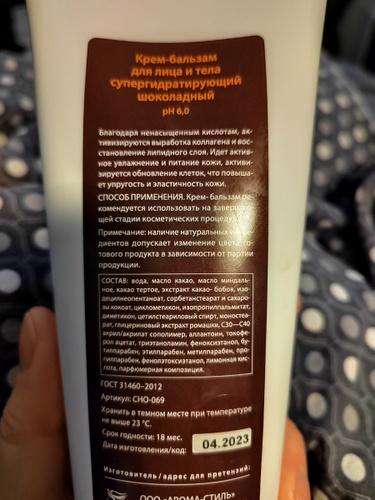 Крем-бальзам
для лица и тела
супергидратирующий
шоколадный
pH 6,0
Благодаря ненасыщенным кислотам, ак-
тивизируются выработка коллагена и вос-
становление липидного слоя. Идет актив-
ное увлажнение и питание кожи, активи-
зируется обновление клеток, что повыша-
ет упругость и эластичность кожи.
СПОСОБ ПРИМЕНЕНИЯ. Крем-бальзам ре-
комендуется использовать на завершаю-
щей стадии косметических процедур.
Примечание: наличие натуральных ингре-
диентов допускает изменение цвета го-
тового продукта в зависимости от партии
продукции.
СОСТАВ: вода, масло какао, масло миндаль-
ное, какао тертое, экстракт какао- бобов, изо-
децилнеопентаноат, сорбетанстеарат и сахаро-
зы кокоат, циклометикон, изопропилпальмитат,
диметикон, цетилстеариловый спирт, моностеа-
рат, глицериновый экстракт ромашки, С30—С40
акрил/акрилат сополимер, аллантоин, токофе-
рол ацетат, триэтаноламин, феноксиэтанол, бу-
тилпарабен, этилпарабен, метилпарабен, про-
пилпарабен, фенолэтоксиэтанол, лимонная кис-
лота, парфюмерная композиция.
ГОСТ 31460–2012
Артикул: СНО-069
Хранить в темном месте при температуре
не выше 23 °С.
Срок годности: 18 мес.
Дата изготовления/код: 04.2023
Изготовитель/адрес для претензий:
ООО «АРОМА-СТИЛЬ»